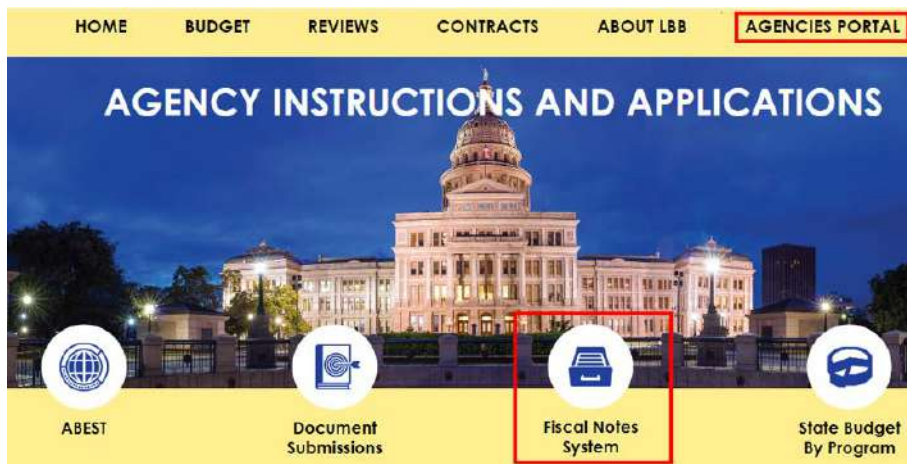 HOME BUDGET REVIEWS CONTRACTS ABOUT LBB AGENCIES PORTAL
AGENCY INSTRUCTIONS AND APPLICATIONS
ABEST
Document
Submissions
Fiscal Notes
System
State Budget
By Program